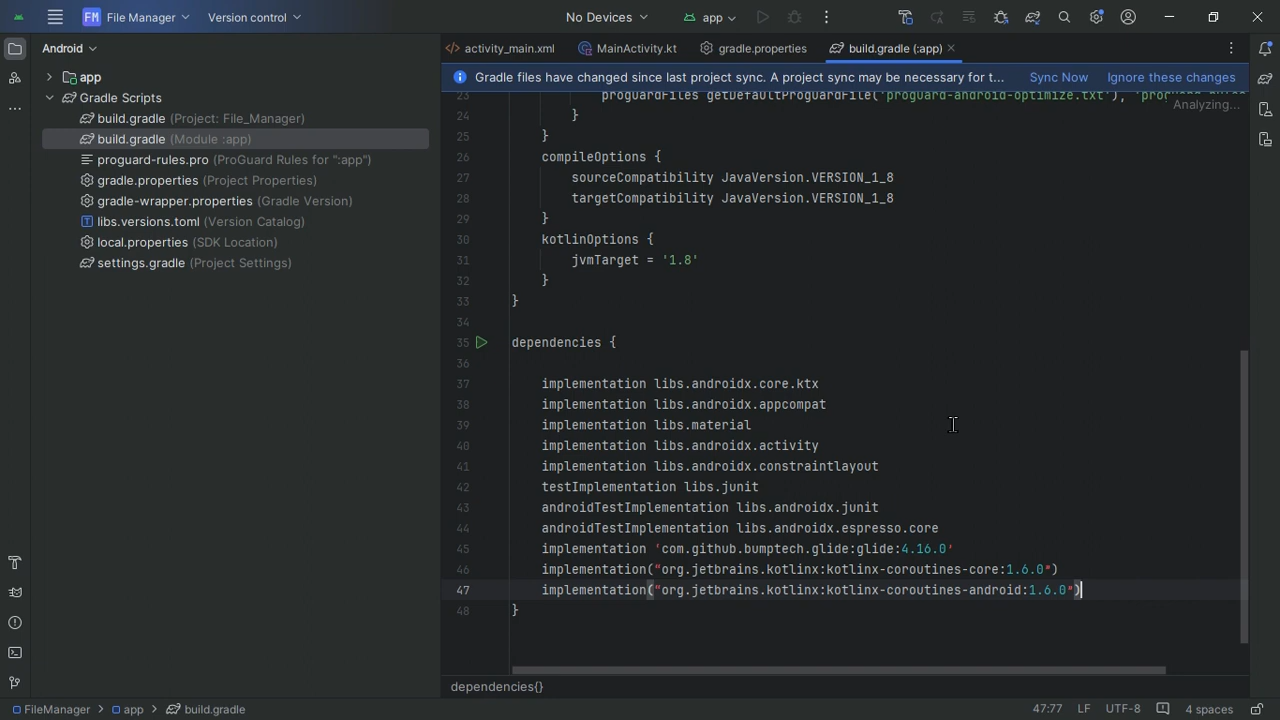 FM File Manager Version control No Devices app
Android
activity_main.xml MainActivity.kt gradle.properties build.gradle (:app)
Gradle files have changed since last project sync. A project sync may be necessary for t... Sync Now Ignore these changes
app
Gradle Scripts
build.gradle (Project: File_Manager)
build.gradle (Module :app)
proguard-rules.pro (ProGuard Rules for ":app")
gradle.properties (Project Properties)
gradle-wrapper.properties (Gradle Version)
libs.versions.toml (Version Catalog)
local.properties (SDK Location)
settings.gradle (Project Settings)
23 proguardFiles getDefaultProguardFile('proguard-android-optimize.txt'),
Analyzing...
24 }
25 }
26 compileOptions {
27 sourceCompatibility JavaVersion.VERSION_1_8
28 targetCompatibility JavaVersion.VERSION_1_8
29 }
30 kotlinOptions {
31 jvmTarget = '1.8'
32 }
33 }
34
35 dependencies {
36
37 implementation libs.androidx.core.ktx
38 implementation libs.androidx.appcompat
39 implementation libs.material
40 implementation libs.androidx.activity
41 implementation libs.androidx.constraintlayout
42 testImplementation libs.junit
43 androidTestImplementation libs.androidx.junit
44 androidTestImplementation libs.androidx.espresso.core
45 implementation 'com.github.bumptech.glide:glide:4.16.0'
46 implementation("org.jetbrains.kotlinx:kotlinx-coroutines-core:1.6.0")
47 implementation("org.jetbrains.kotlinx:kotlinx-coroutines-android:1.6.0")
48 }
dependencies{}
FileManager > app > build.gradle 47:77 LF UTF-8 4 spaces